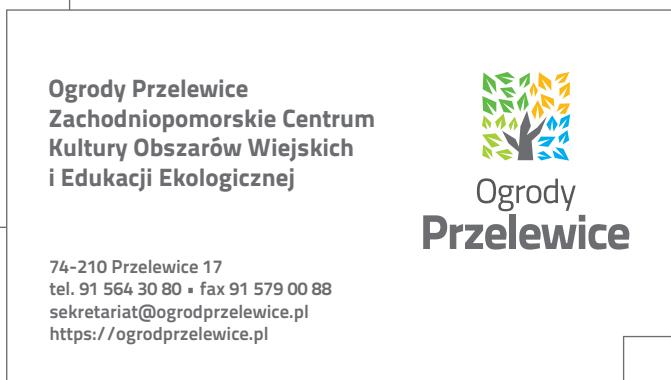 Ogrody Przelewice
Zachodniopomorskie Centrum
Kultury Obszarów Wiejskich
i Edukacji Ekologicznej
Ogrody
Przelewice
74-210 Przelewice 17
tel. 91 564 30 80 ▪ fax 91 579 00 88
sekretariat@ogrodprzelewice.pl
https://ogrodprzelewice.pl